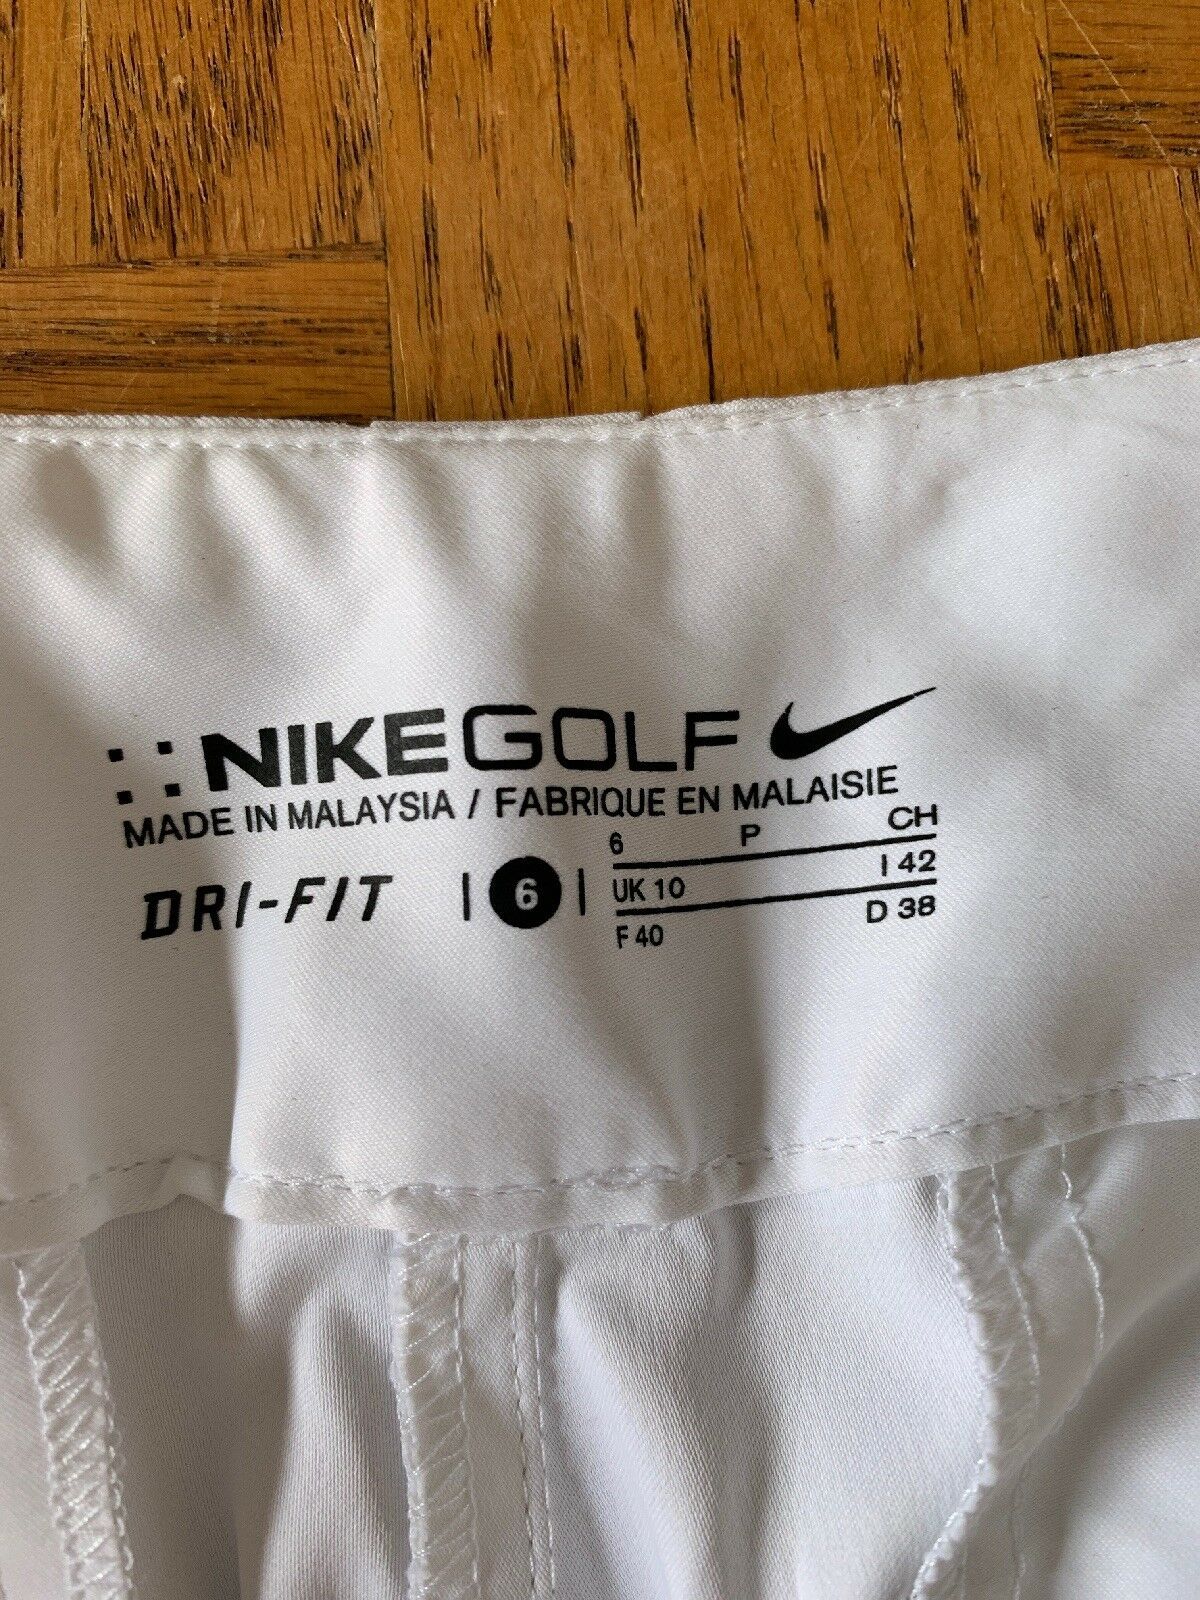 NIKEGOLF
MADE IN MALAYSIA / FABRIQUE EN MALAISIE
DRI-FIT | 6 |
6 P CH
UK 10 I 42
F 40 D 38